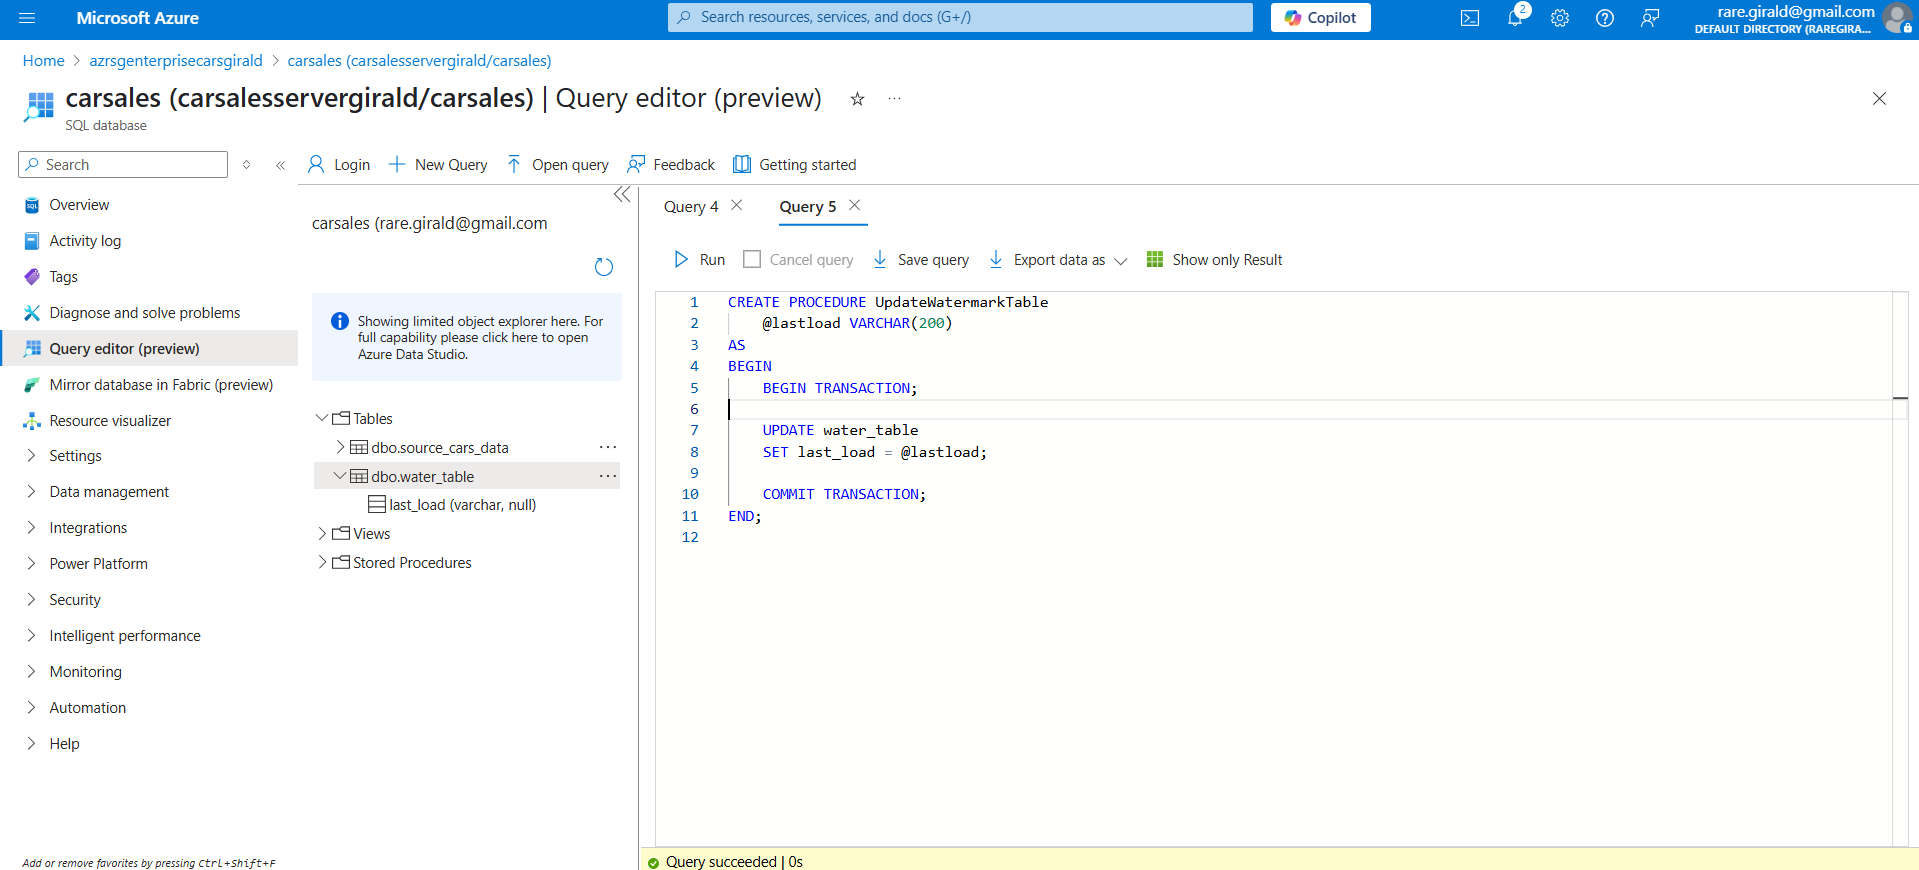 Microsoft Azure
Search resources, services, and docs (G+/)
Copilot
2
rare.girald@gmail.com
DEFAULT DIRECTORY (RAREGIRA...
Home > azrsgenterprisecarsgirald > carsales (carsalesservergirald/carsales)
carsales (carsalesservergirald/carsales) | Query editor (preview)
SQL database
Search
Login
New Query
Open query
Feedback
Getting started
Overview
Activity log
Tags
Diagnose and solve problems
Query editor (preview)
Mirror database in Fabric (preview)
Resource visualizer
Settings
Data management
Integrations
Power Platform
Security
Intelligent performance
Monitoring
Automation
Help
Add or remove favorites by pressing Ctrl+Shift+F
carsales (rare.girald@gmail.com
Showing limited object explorer here. For
full capability please click here to open
Azure Data Studio.
Tables
dbo.source_cars_data
dbo.water_table
last_load (varchar, null)
Views
Stored Procedures
Query 4
Query 5
Run
Cancel query
Save query
Export data as
Show only Result
1 CREATE PROCEDURE UpdateWatermarkTable
2 @lastload VARCHAR(200)
3 AS
4 BEGIN
5 BEGIN TRANSACTION;
6
7 UPDATE water_table
8 SET last_load = @lastload;
9
10 COMMIT TRANSACTION;
11 END;
12
Query succeeded | 0s